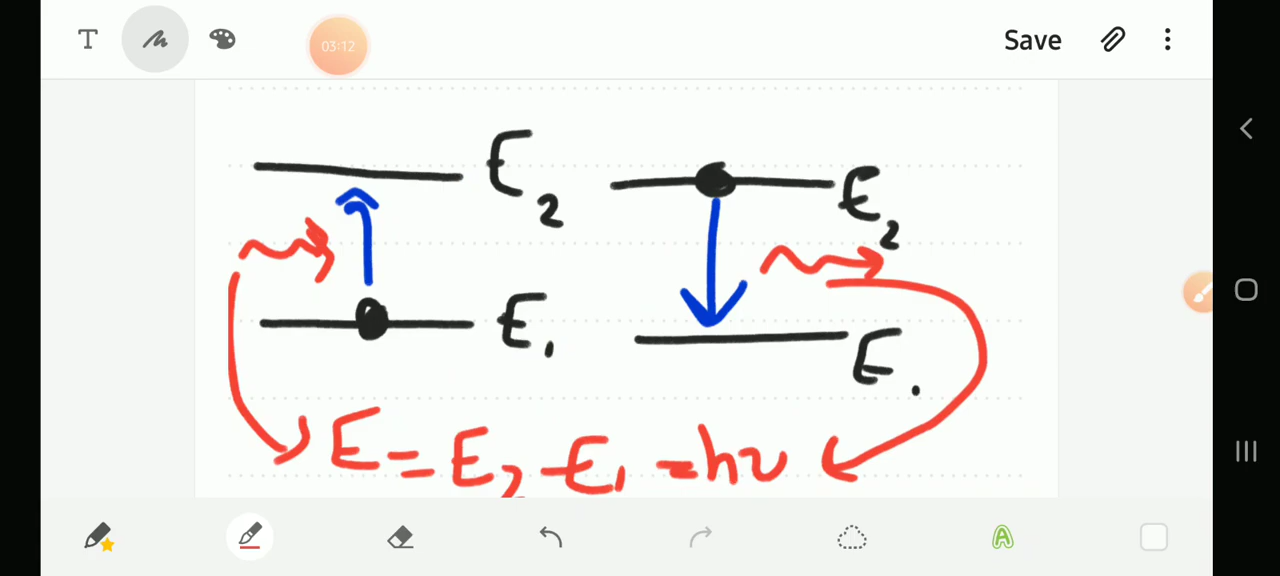 T 03:12 Save
E2 E2
E1 E1
E = E2 - E1 = hν
A